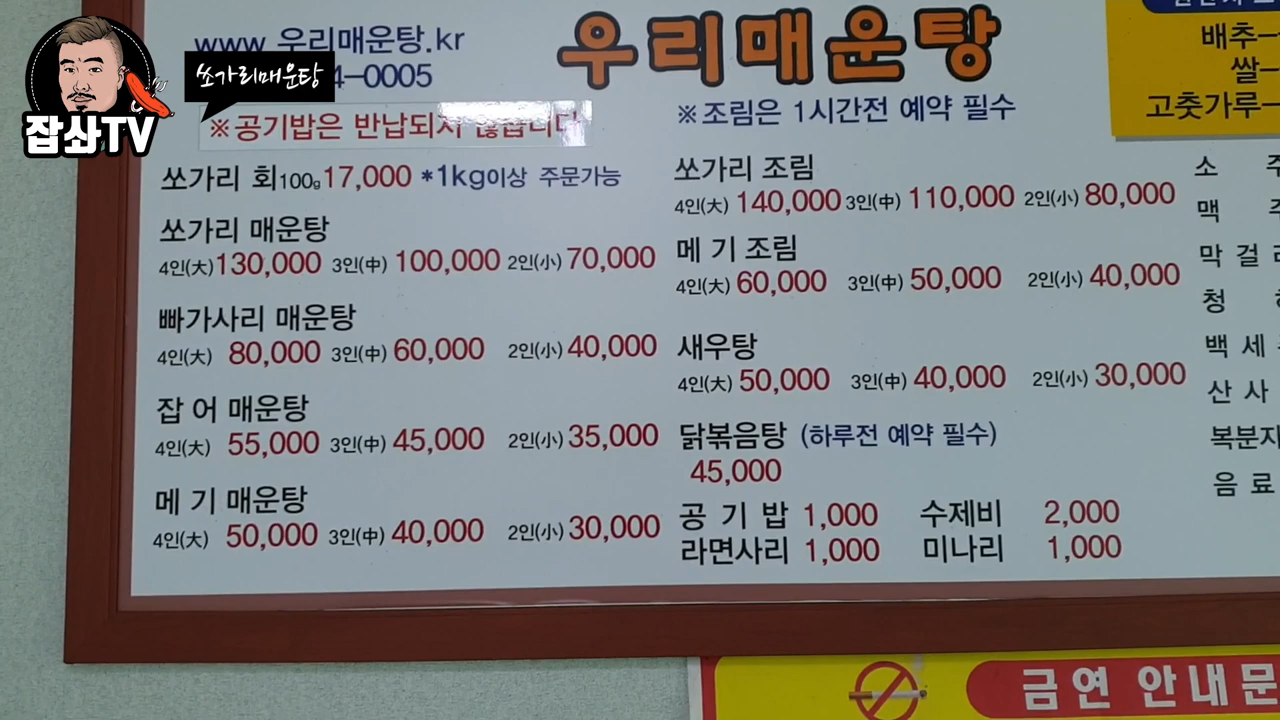 잡솨TV
쏘가리매운탕
www 우리매운탕.kr
4-0005
우리매운탕
※공기밥은 반납되지 않습니다
※조림은 1시간전 예약 필수
쏘가리 회100g17,000 *1kg이상 주문가능
쏘가리 매운탕
4인(大)130,000 3인(中) 100,000 2인(小) 70,000
빠가사리 매운탕
4인(大) 80,000 3인(中) 60,000 2인(小) 40,000
잡 어 매운탕
4인(大) 55,000 3인(中) 45,000 2인(小) 35,000
메 기 매운탕
4인(大) 50,000 3인(中) 40,000 2인(小) 30,000
쏘가리 조림
4인(大) 140,000 3인(中) 110,000 2인(小) 80,000
메 기 조림
4인(大) 60,000 3인(中) 50,000 2인(小) 40,000
새우탕
4인(大) 50,000 3인(中) 40,000 2인(小) 30,000
닭볶음탕 (하루전 예약 필수)
45,000
공 기 밥 1,000 수제비 2,000
라면사리 1,000 미나리 1,000
배추-
쌀-
고춧가루-
소 주
맥 주
막 걸
청
백 세
산 사
복분자
음 료
금연 안내문